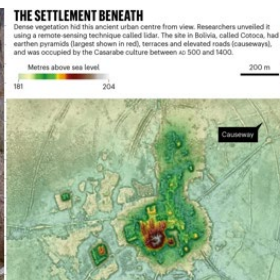 THE SETTLEMENT BENEATH
Dense vegetation hid this ancient urban centre from view. Researchers unveiled it
using a remote-sensing technique called lidar. The site in Bolivia, called Cotoca, had
earthen pyramids (largest shown in red), terraces and elevated roads (causeways),
and was occupied by the Casarabe culture between AD 500 and 1400.
Metres above sea level
200 m
181 204
Causeway